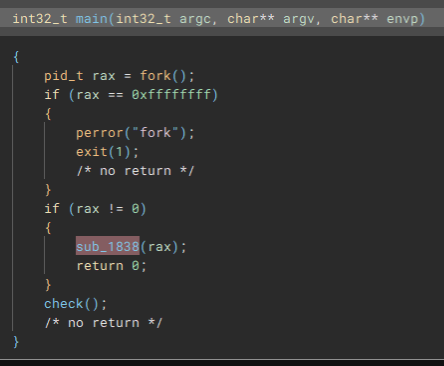 int32_t main(int32_t argc, char** argv, char** envp)
{
pid_t rax = fork();
if (rax == 0xffffffff)
{
perror("fork");
exit(1);
/* no return */
}
if (rax != 0)
{
sub_1838(rax);
return 0;
}
check();
/* no return */
}